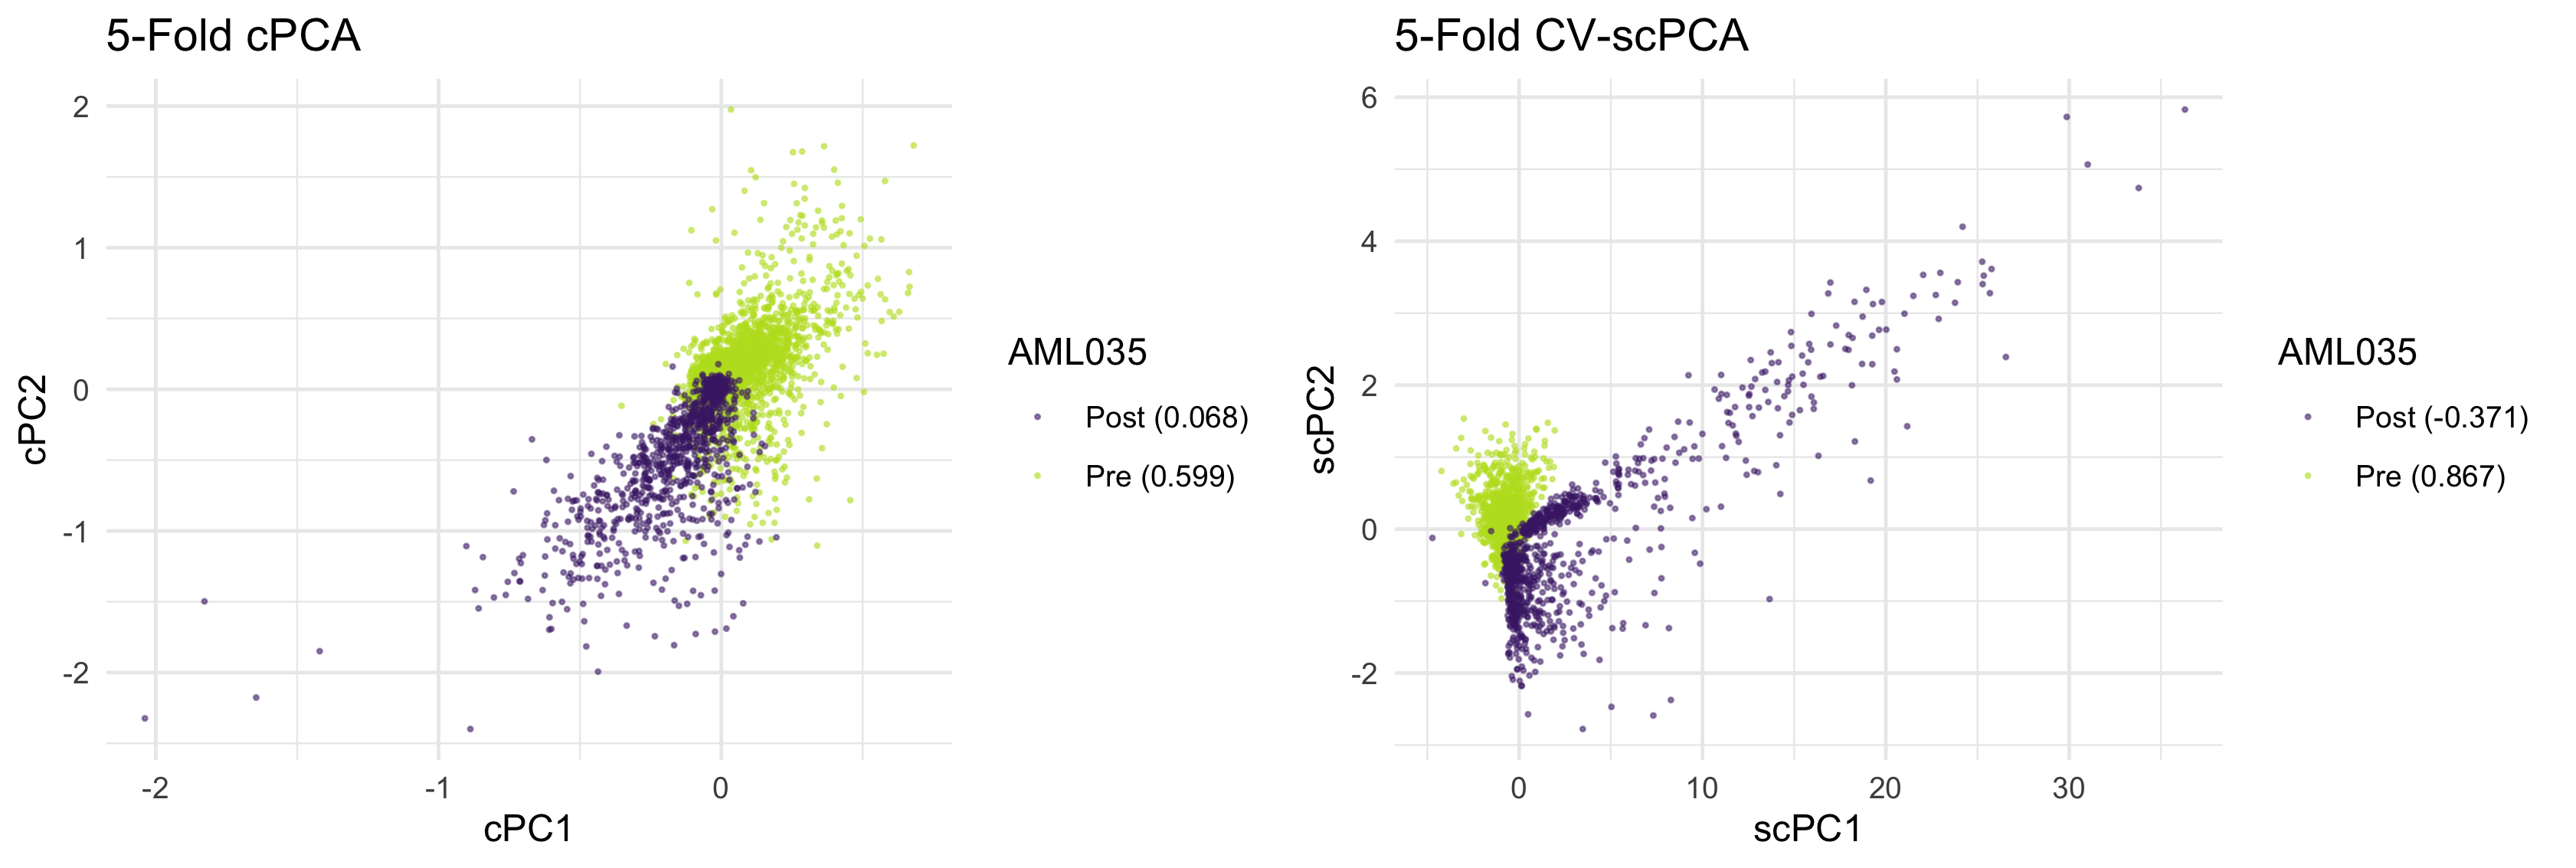 5-Fold cPCA
2
1
0
-1
-2
cPC2
-2
-1
0
cPC1
AML035
Post (0.068)
Pre (0.599)
5-Fold CV-scPCA
6
4
2
0
-2
scPC2
0
10
20
30
scPC1
AML035
Post (-0.371)
Pre (0.867)